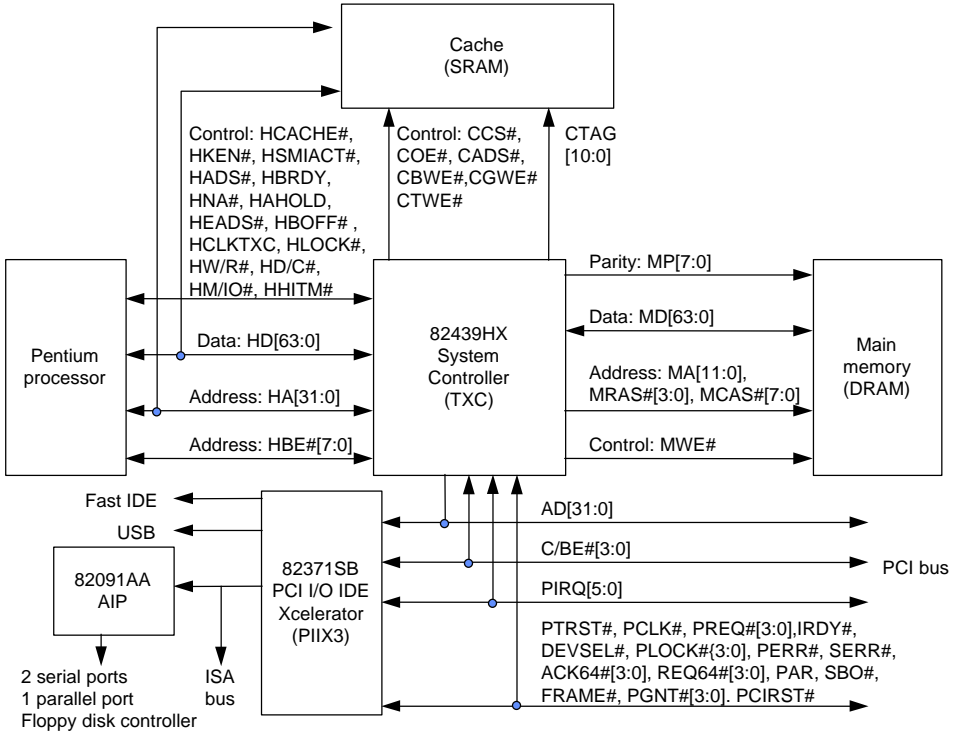 Cache
(SRAM)
Control: HCACHE#,
HKEN#, HSMIACT#,
HADS#, HBRDY,
HNA#, HAHOLD,
HEADS#, HBOFF# ,
HCLKTXC, HLOCK#,
HW/R#, HD/C#,
HM/IO#, HHITM#
Control: CCS#,
COE#, CADS#,
CBWE#,CGWE#
CTWE#
CTAG
[10:0]
Pentium
processor
Data: HD[63:0]
Address: HA[31:0]
Address: HBE#[7:0]
82439HX
System
Controller
(TXC)
Parity: MP[7:0]
Data: MD[63:0]
Address: MA[11:0],
MRAS#[3:0], MCAS#[7:0]
Control: MWE#
Main
memory
(DRAM)
Fast IDE
USB
82091AA
AIP
2 serial ports
1 parallel port
Floppy disk controller
ISA
bus
82371SB
PCI I/O IDE
Xcelerator
(PIIX3)
AD[31:0]
C/BE#[3:0]
PIRQ[5:0]
PCI bus
PTRST#, PCLK#, PREQ#[3:0],IRDY#,
DEVSEL#, PLOCK#{3:0], PERR#, SERR#,
ACK64#[3:0], REQ64#[3:0], PAR, SBO#,
FRAME#, PGNT#[3:0]. PCIRST#